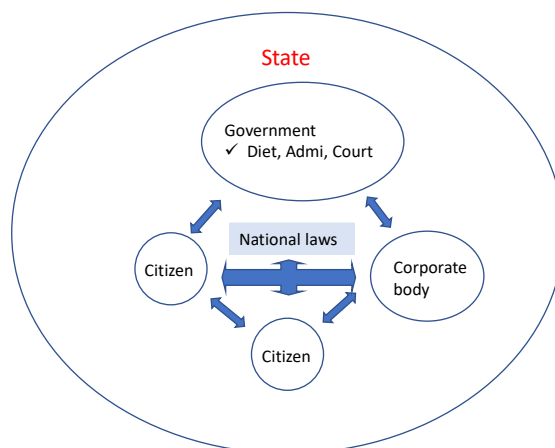 State
Government
✓ Diet, Admi, Court
National laws
Citizen
Corporate
body
Citizen